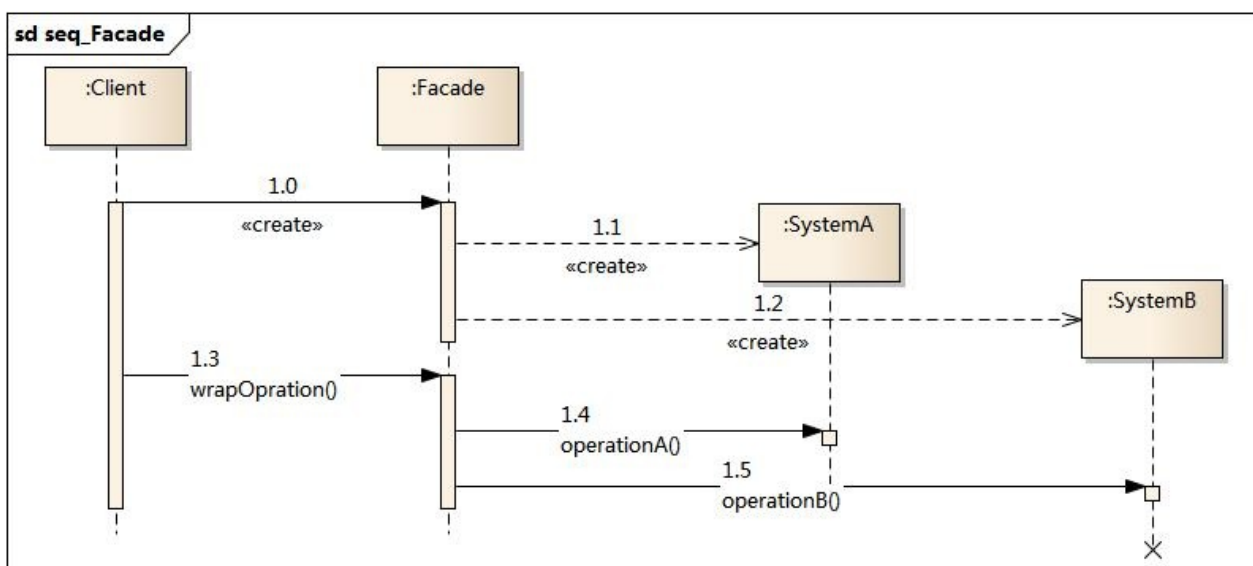 sd seq_Facade
:Client
:Facade
1.0
«create»
:SystemA
1.1
«create»
:SystemB
1.2
«create»
1.3
wrapOpration()
1.4
operationA()
1.5
operationB()